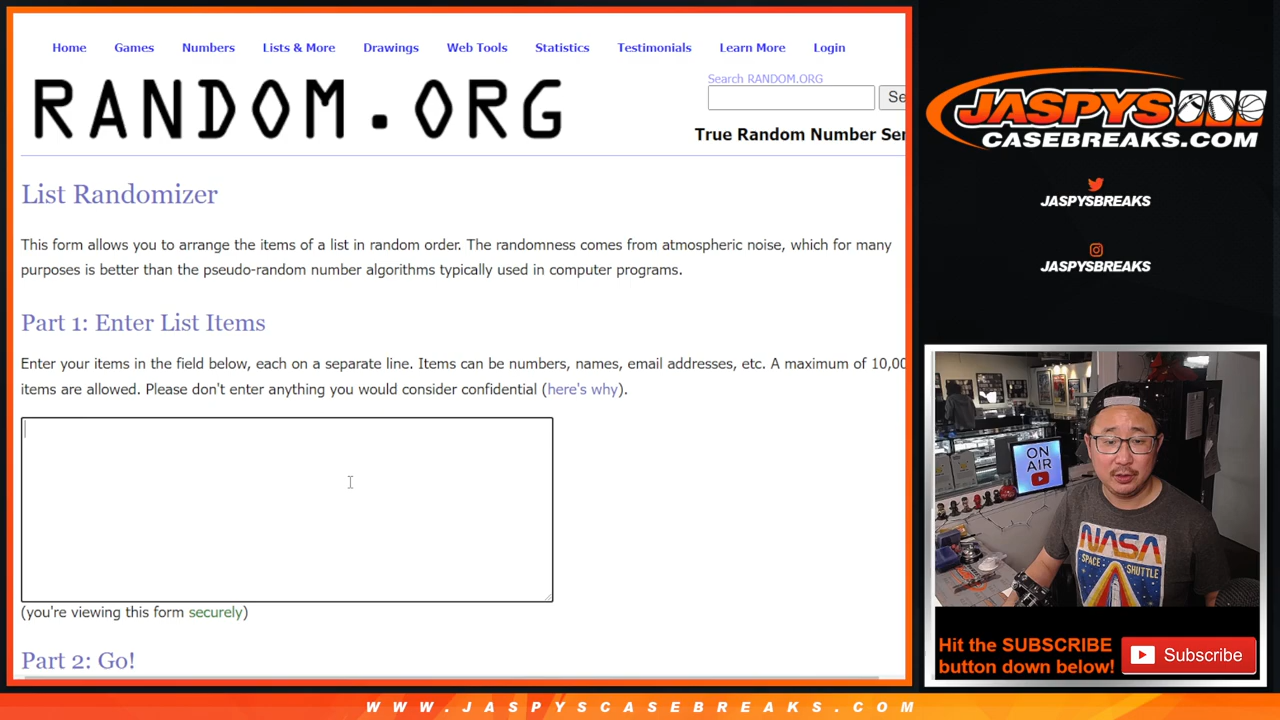 Home Games Numbers Lists & More Drawings Web Tools Statistics Testimonials Learn More Login
RANDOM.ORG
Search RANDOM.ORG
Se
True Random Number Ser
List Randomizer
This form allows you to arrange the items of a list in random order. The randomness comes from atmospheric noise, which for many
purposes is better than the pseudo-random number algorithms typically used in computer programs.
Part 1: Enter List Items
Enter your items in the field below, each on a separate line. Items can be numbers, names, email addresses, etc. A maximum of 10,00
items are allowed. Please don't enter anything you would consider confidential (here's why).
(you're viewing this form securely)
Part 2: Go!
JASPYS
CASEBREAKS.COM
JASPYSBREAKS
JASPYSBREAKS
ON
AIR
NASA
SPACE SHUTTLE
Hit the SUBSCRIBE
button down below!
Subscribe
WWW.JASPYSCASEBREAKS.COM